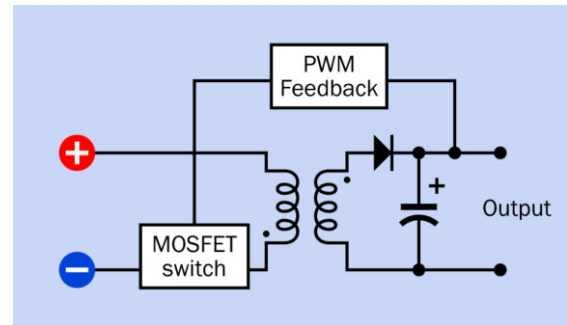 PWM
Feedback
+
+
Output
MOSFET
switch
−